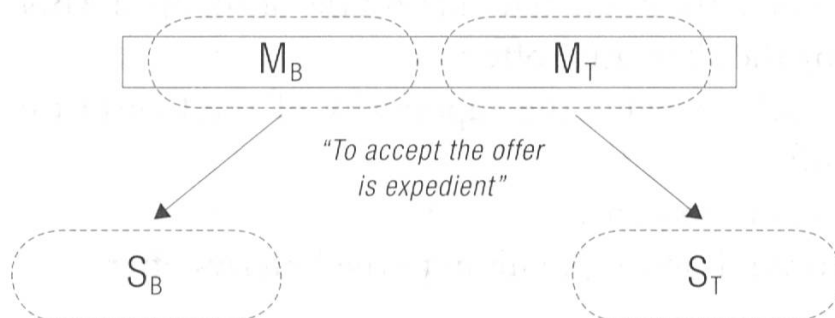 M_B M_T
“To accept the offer
is expedient”
S_B S_T